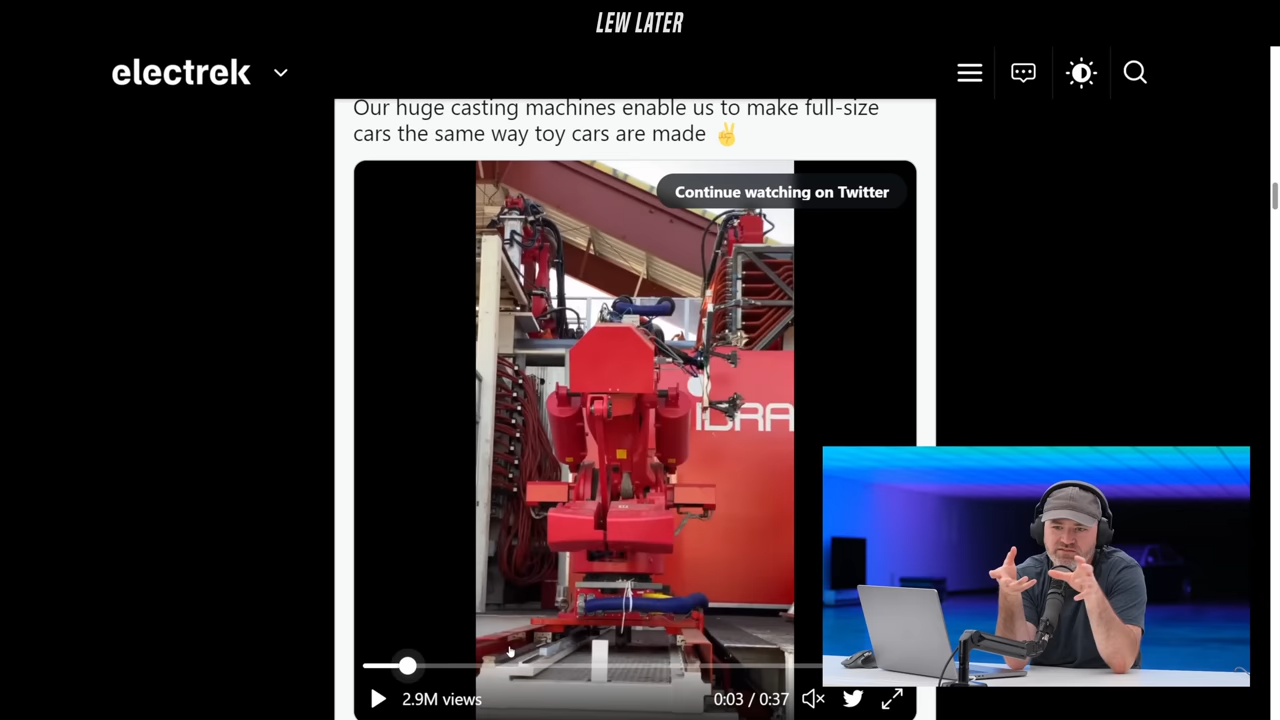 LEW LATER
electrek
Our huge casting machines enable us to make full-size
cars the same way toy cars are made ✌️
Continue watching on Twitter
IDRA
2.9M views
0:03 / 0:37